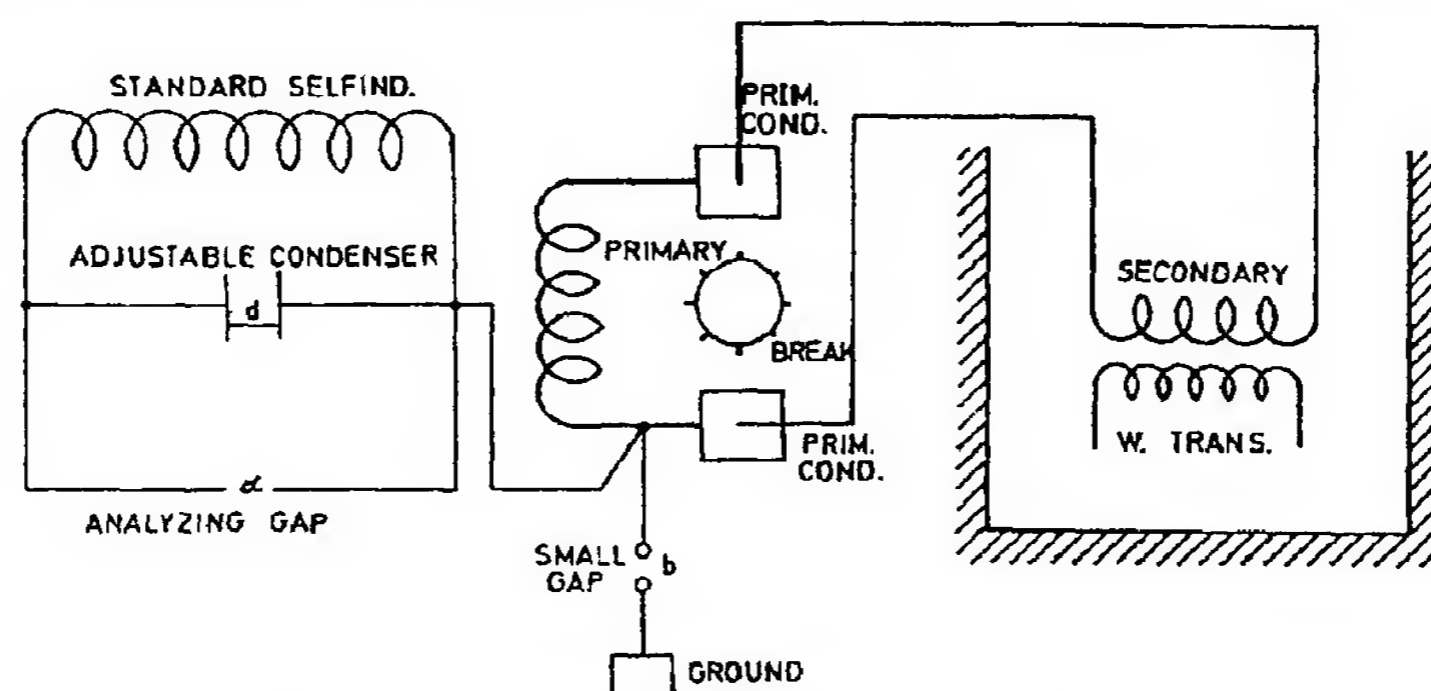 STANDARD SELFIND.
PRIM.
COND.
ADJUSTABLE CONDENSER
d
PRIMARY
BREAK
SECONDARY
W. TRANS.
PRIM.
COND.
α
ANALYZING GAP
SMALL
GAP
b
GROUND